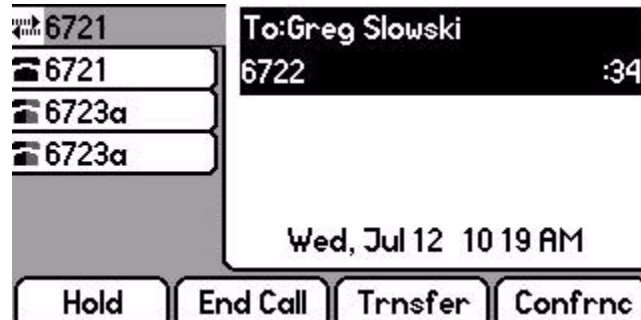 6721
6721
6723a
6723a
To:Greg Slowski
6722 :34
Wed, Jul 12 10 19 AM
Hold End Call Trnsfer Confrnc